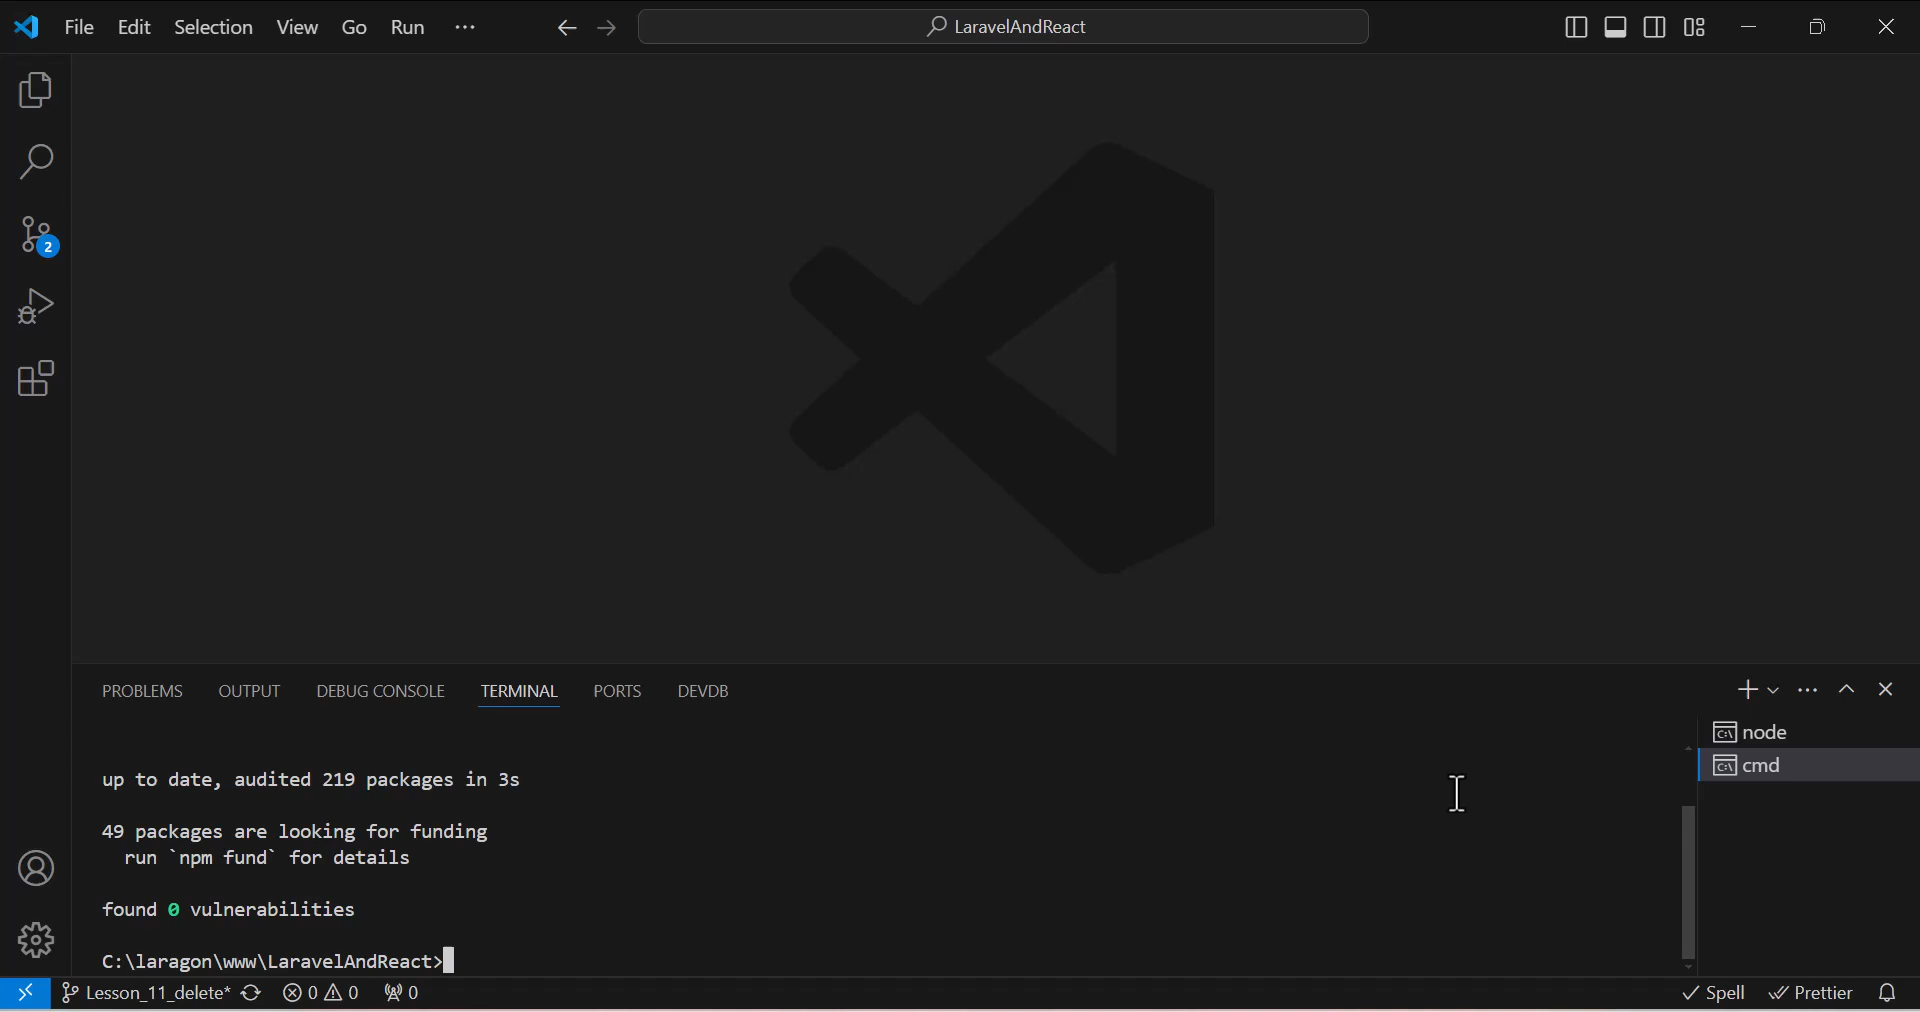 File Edit Selection View Go Run ··· LaravelAndReact
2
PROBLEMS OUTPUT DEBUG CONSOLE TERMINAL PORTS DEVDB
node
cmd
up to date, audited 219 packages in 3s
49 packages are looking for funding
run `npm fund` for details
found 0 vulnerabilities
C:\laragon\www\LaravelAndReact>
Lesson_11_delete* 0 0 0 Spell Prettier